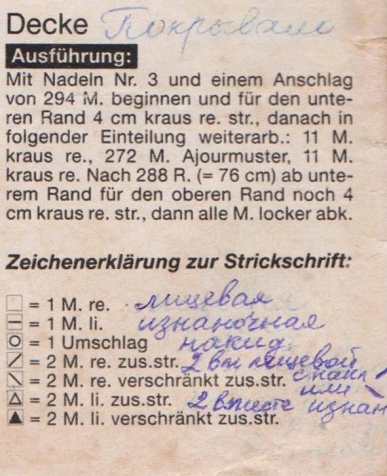 Decke Покрывало
Ausführung:
Mit Nadeln Nr. 3 und einem Anschlag
von 294 M. beginnen und für den unte-
ren Rand 4 cm kraus re. str., danach in
folgender Einteilung weiterarb.: 11 M.
kraus re., 272 M. Ajourmuster, 11 M.
kraus re. Nach 288 R. (= 76 cm) ab unte-
rem Rand für den oberen Rand noch 4
cm kraus re. str., dann alle M. locker abk.
Zeichenerklärung zur Strickschrift:
= 1 M. re. лицевая
– = 1 M. li. изнаночная
O = 1 Umschlag накид
/ = 2 M. re. zus.str. 2 вм лицевой
\ = 2 M. re. verschränkt zus.str. с накл /
или \
△ = 2 M. li. zus.str. 2 вместе изнан
▲ = 2 M. li. verschränkt zus.str.